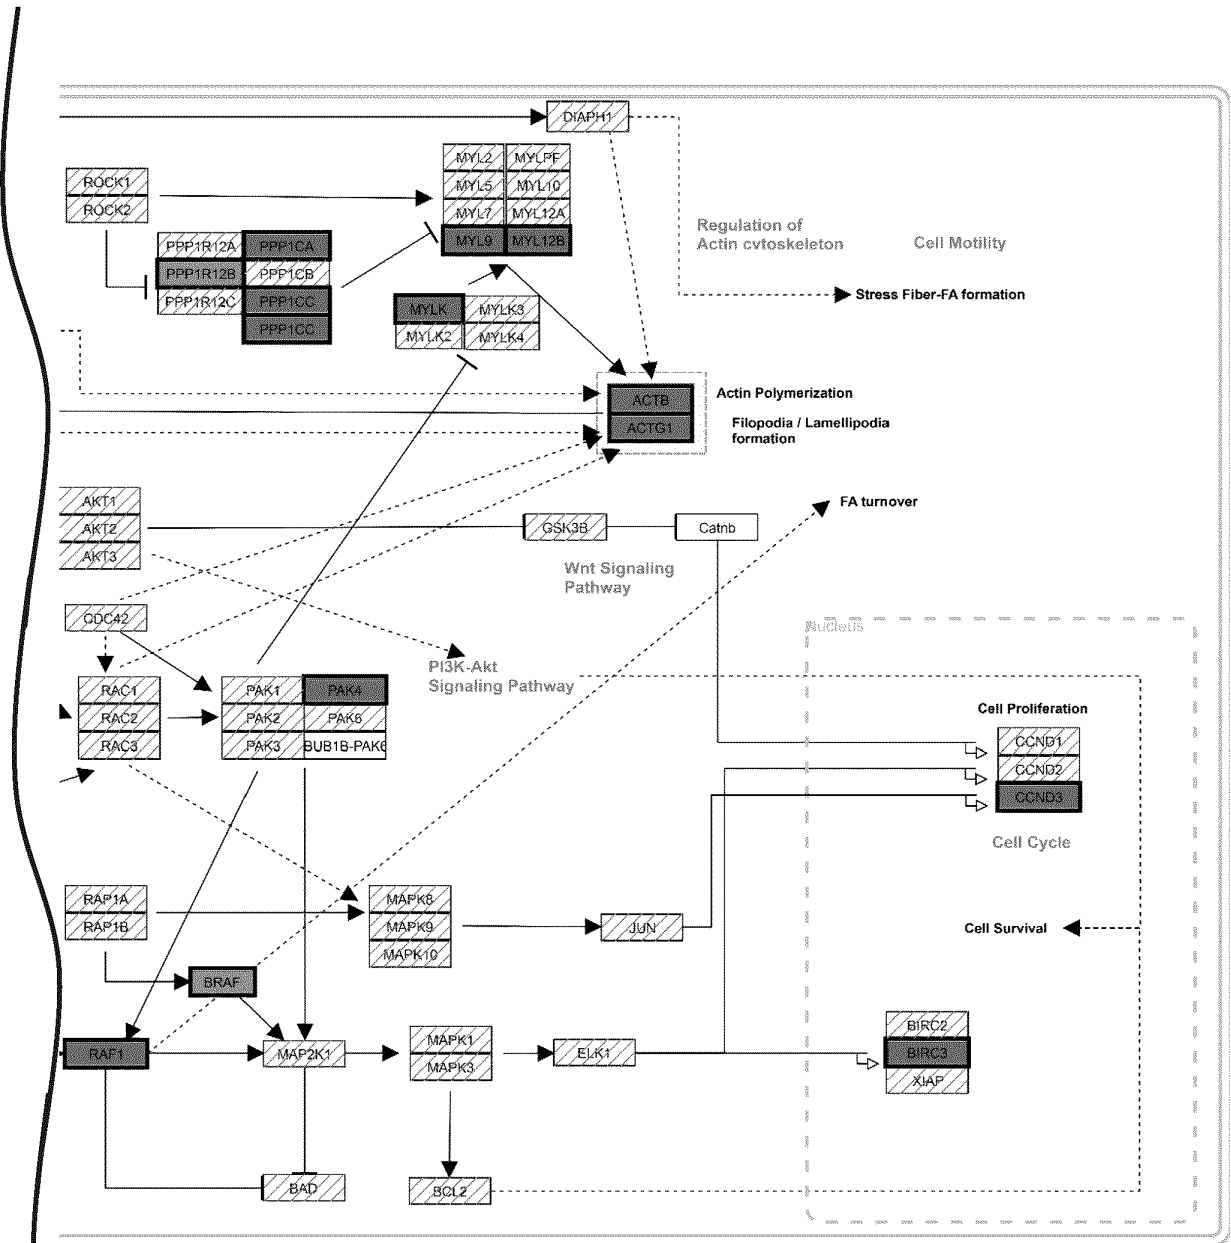 DIAPH1
MYL2 MYLPF
MYL5 MYL10
MYL7 MYL12A
MYL9 MYL12B
ROCK1
ROCK2
PPP1R12A PPP1CA
PPP1R12B PPP1CB
PPP1R12C PPP1CC
PPP1CC
Regulation of
Actin cytoskeleton
Cell Motility
Stress Fiber-FA formation
MYLK MYLK3
MYLK2 MYLK4
ACTB
ACTG1
Actin Polymerization
Filopodia / Lamellipodia
formation
AKT1
AKT2
AKT3
GSK3B
Catnb
FA turnover
Wnt Signaling
Pathway
CDC42
Nucleus
PI3K-Akt
Signaling Pathway
RAC1
RAC2
RAC3
PAK1 PAK4
PAK2 PAK6
PAK3 BUB1B-PAK6
Cell Proliferation
CCND1
CCND2
CCND3
Cell Cycle
RAP1A
RAP1B
MAPK8
MAPK9
MAPK10
JUN
Cell Survival
BRAF
RAF1
MAP2K1
MAPK1
MAPK3
ELK1
BIRC2
BIRC3
XIAP
BAD
BCL2